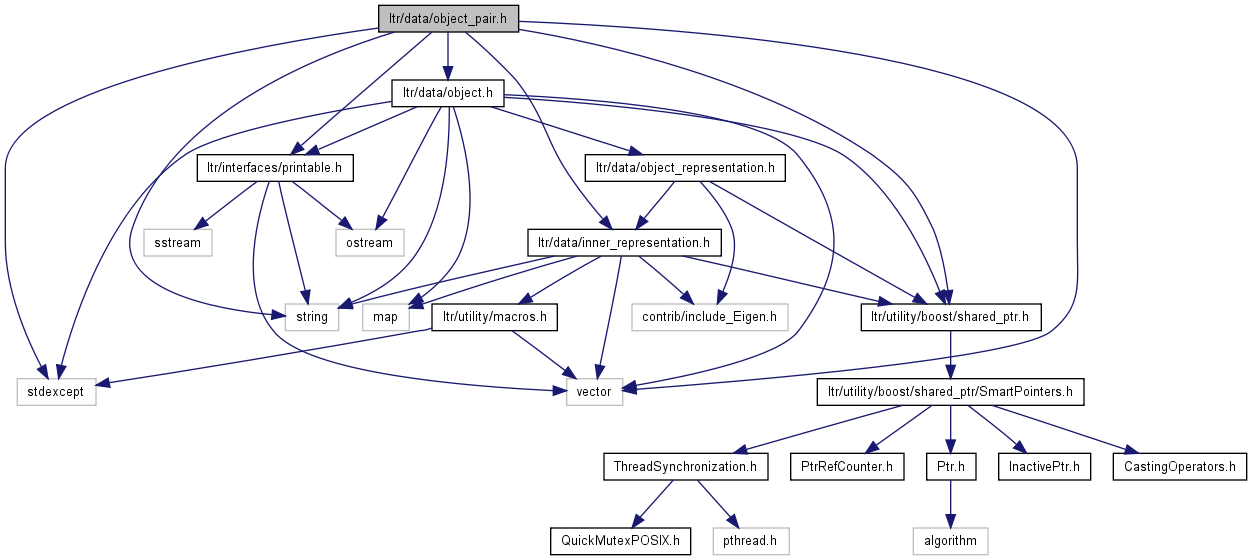 ltr/data/object_pair.h
ltr/data/object.h
ltr/interfaces/printable.h
ltr/data/object_representation.h
sstream
ostream
ltr/data/inner_representation.h
string
map
ltr/utility/macros.h
contrib/include_Eigen.h
ltr/utility/boost/shared_ptr.h
stdexcept
vector
ltr/utility/boost/shared_ptr/SmartPointers.h
ThreadSynchronization.h
PtrRefCounter.h
Ptr.h
InactivePtr.h
CastingOperators.h
QuickMutexPOSIX.h
pthread.h
algorithm